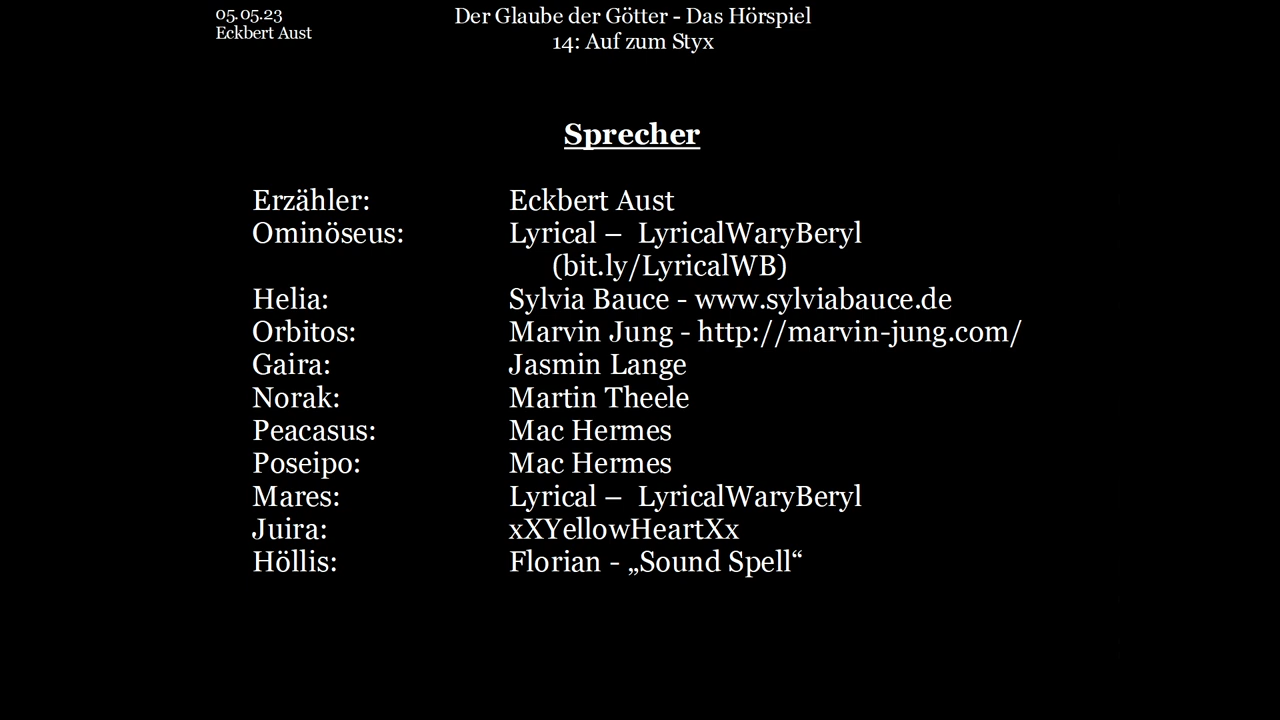 05.05.23
Eckbert Aust
Der Glaube der Götter - Das Hörspiel
14: Auf zum Styx
Sprecher
Erzähler: Eckbert Aust
Ominöseus: Lyrical – LyricalWaryBeryl
(bit.ly/LyricalWB)
Helia: Sylvia Bauce - www.sylviabauce.de
Orbitos: Marvin Jung - http://marvin-jung.com/
Gaira: Jasmin Lange
Norak: Martin Theele
Peacasus: Mac Hermes
Poseipo: Mac Hermes
Mares: Lyrical – LyricalWaryBeryl
Juira: xXYellowHeartXx
Höllis: Florian - „Sound Spell“